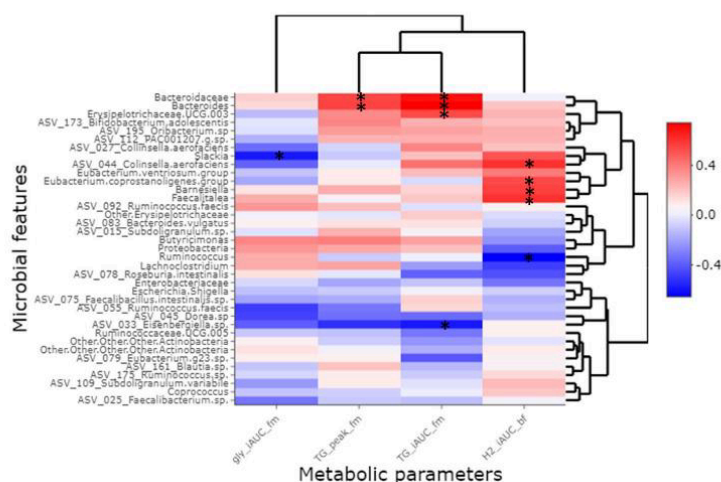 Microbial features
Bacteroidaceae
Bacteroides
Erysipelotrichaceae.UCG.003
ASV_173_Bifidobacterium.adolescentis
ASV_195_Oribacterium.sp
ASV_112_PAC001207.g.sp.
ASV_027_Collinsella.aerofaciens
Slackia
ASV_044_Colinsella.aerofaciens
Eubacterium.ventriosum.group
Eubacterium.coprostanoligenes.group
Barnesiella
Faecalitalea
ASV_092_Ruminococcus.faecis
Other.Erysipelotrichaceae
ASV_083_Bacteroides.vulgatus
ASV_015_Subdoligranulum.sp.
Butyricimonas
Proteobacteria
Ruminococcus
Lachnoclostridium
ASV_078_Roseburia.intestinalis
Enterobacteriaceae
Escherichia.Shigella
ASV_075_Faecalibacillus.intestinalis.sp.
ASV_055_Ruminococcus.faecis
ASV_045_Dorea.sp
ASV_033_Eisenbergiella.sp.
Ruminococcaceae.UCG.005
Other.Other.Other.Actinobacteria
Other.Other.Other.Other.Actinobacteria
ASV_079_Eubacterium.g23.sp.
ASV_161_Blautia.sp.
ASV_175_Ruminococcus.sp.
ASV_109_Subdoligranulum.variabile
Coprococcus
ASV_025_Faecalibacterium.sp.
gly_iAUC_fm
TG_peak_fm
TG_iAUC_fm
H2_iAUC_bf
Metabolic parameters
0.4
0.0
-0.4